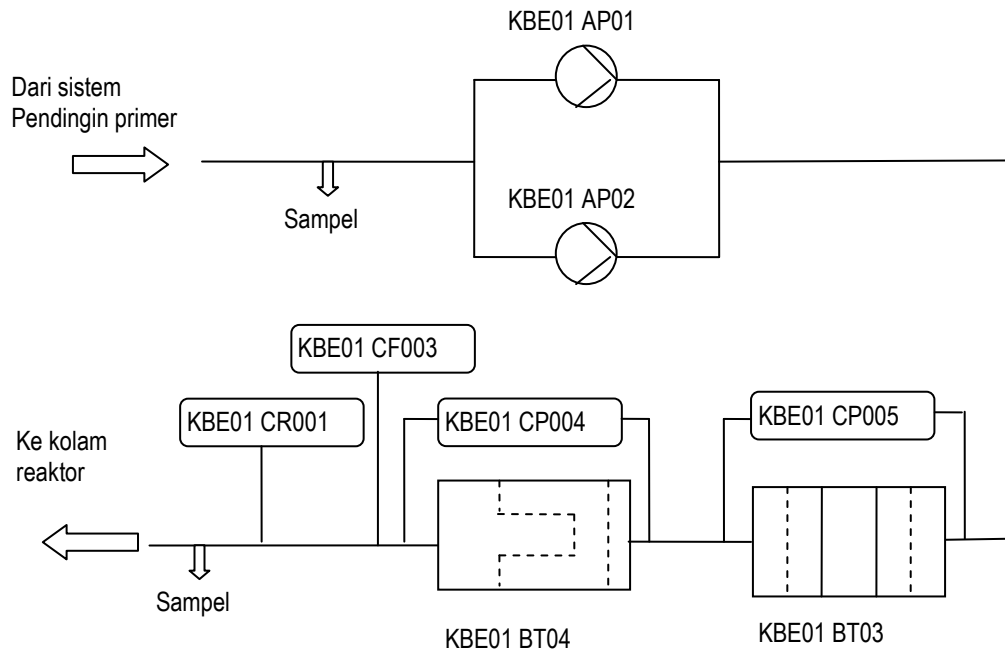 KBE01 AP01
Dari sistem
Pendingin primer
Sampel
KBE01 AP02
KBE01 CF003
KBE01 CR001
KBE01 CP004
KBE01 CP005
Ke kolam
reaktor
Sampel
KBE01 BT04
KBE01 BT03